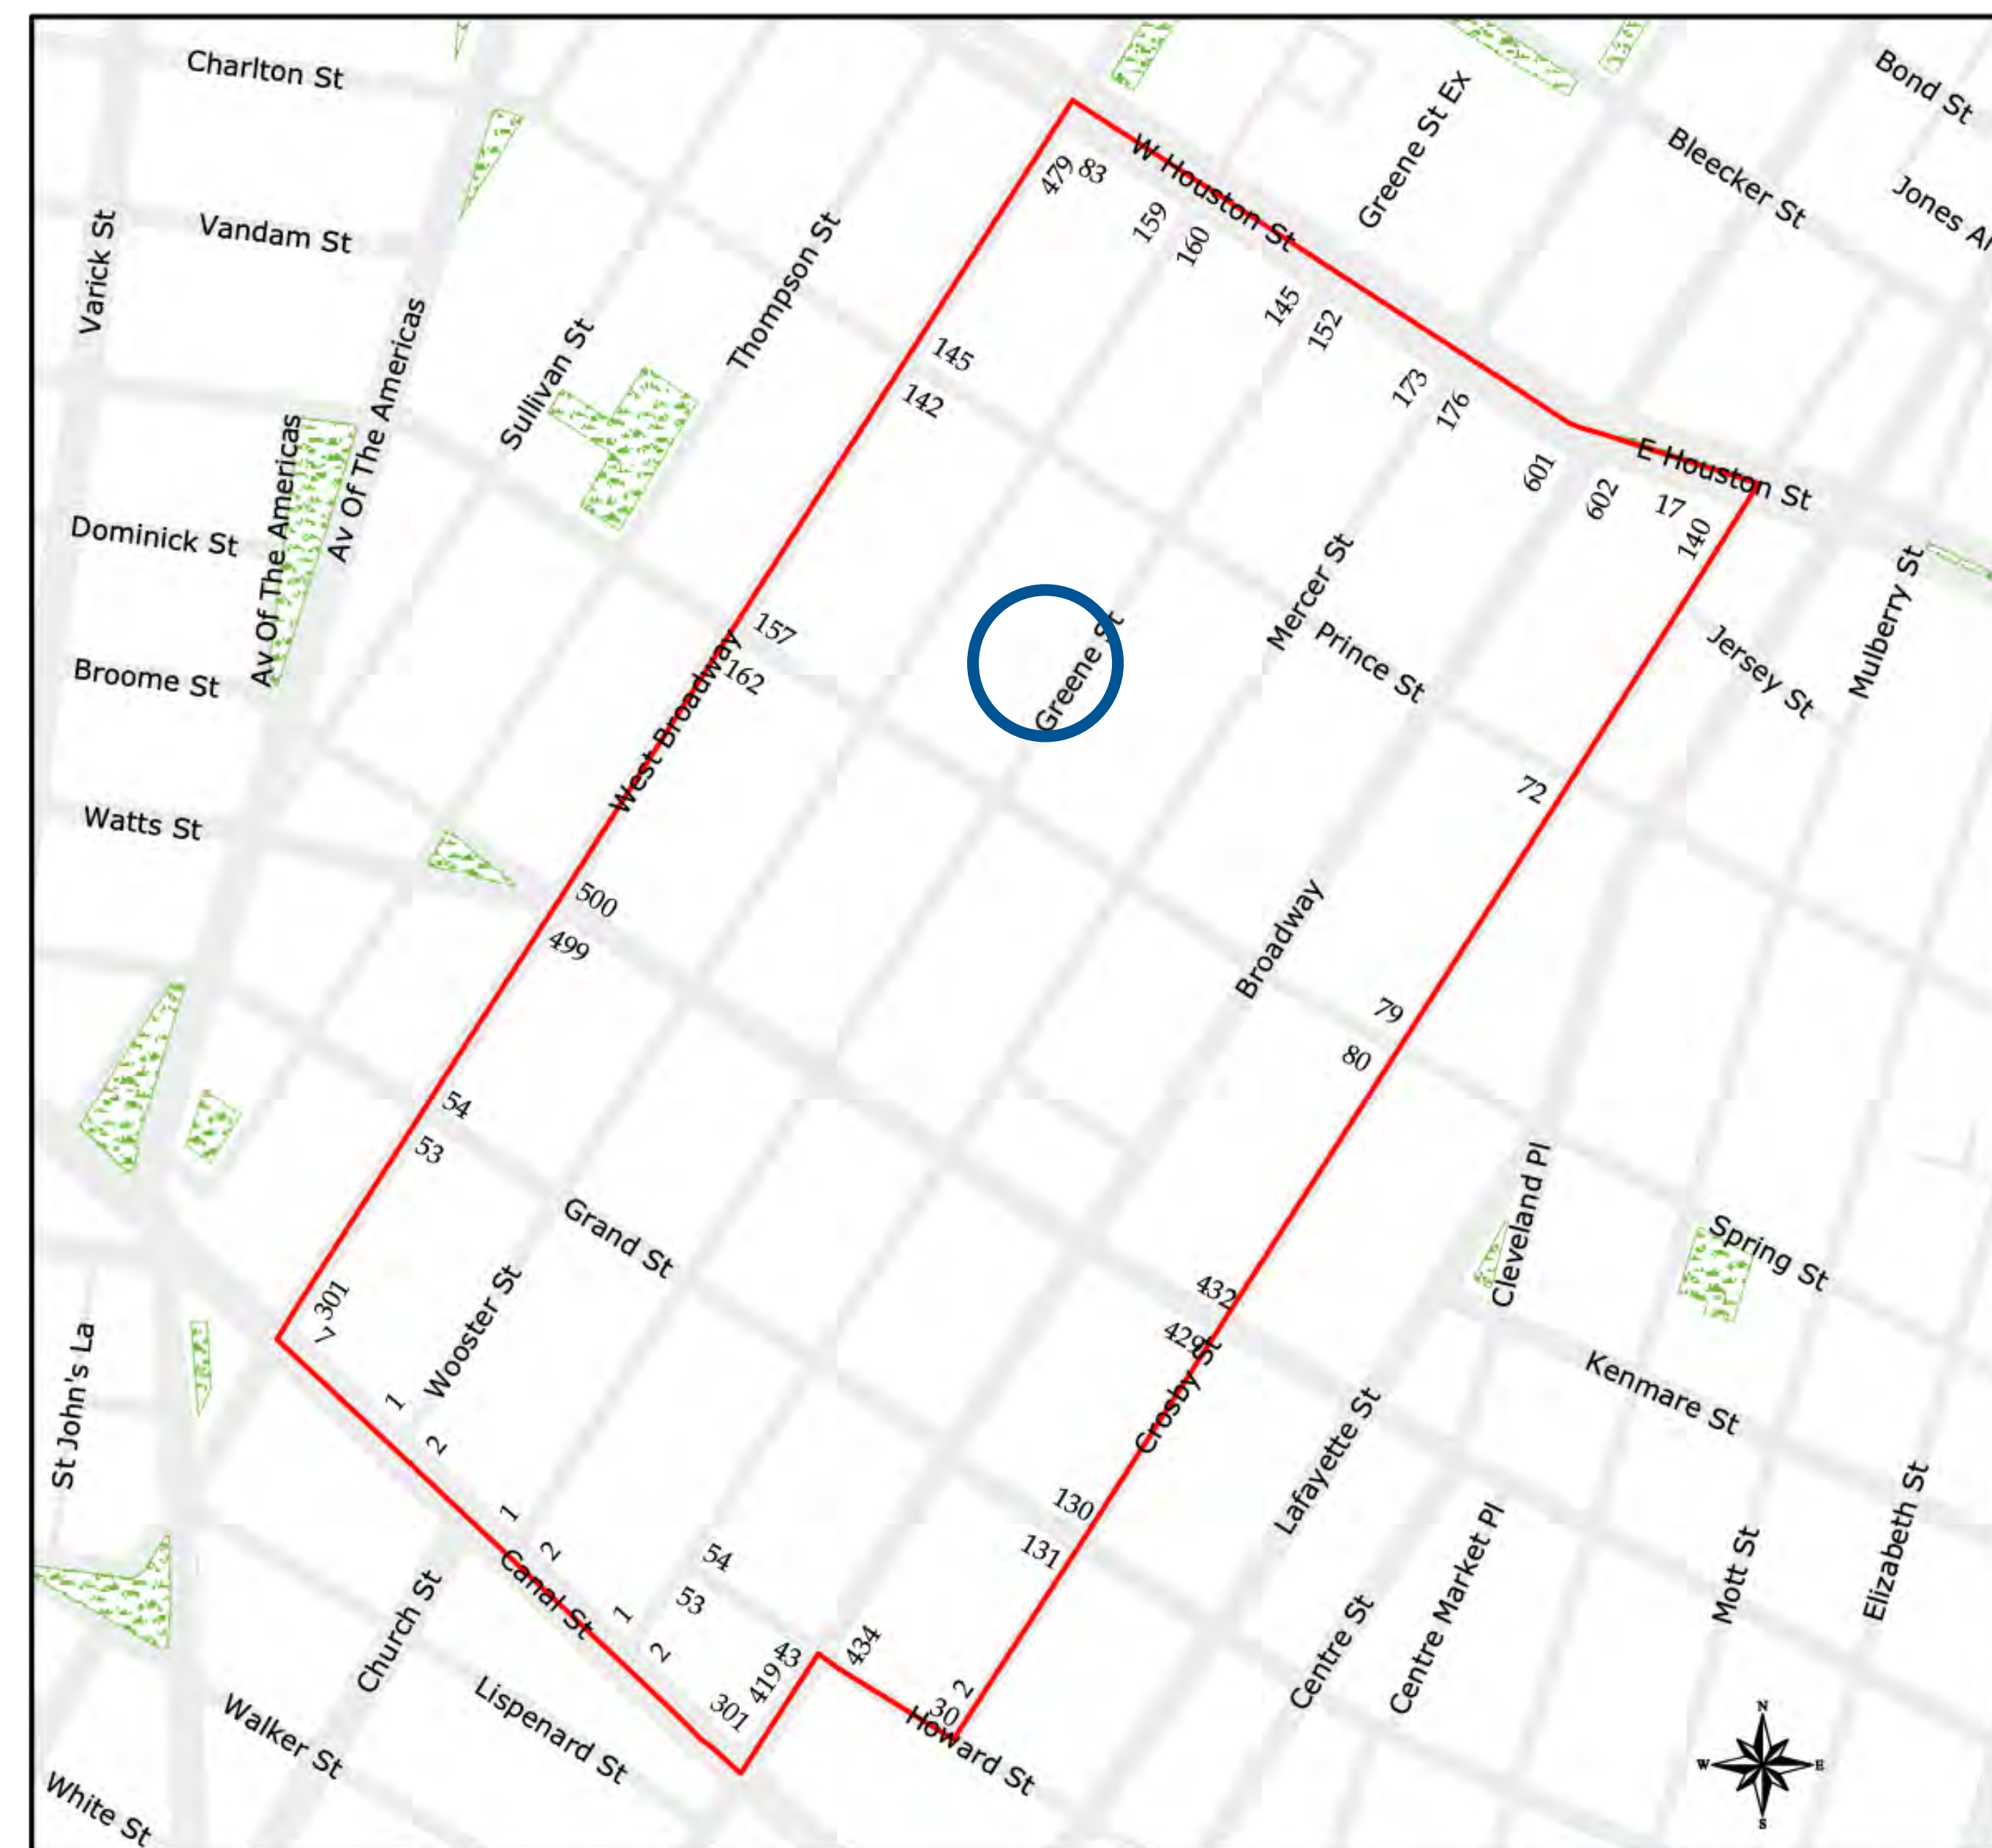 Charlton St
Vandam St
Varick St
Av Of The Americas
Av Of The Americas
Sullivan St
Thompson St
Dominick St
Broome St
Watts St
W Houston St
Greene St Ex
Bleecker St
Bond St
Jones Al
479
83
159
160
145
152
173
176
601
602
E Houston St
17
140
145
142
157
162
West Broadway
Greene St
Mercer St
Prince St
Jersey St
Mulberry St
72
500
499
Broadway
79
80
54
53
Grand St
Wooster St
301
7
1
2
1
2
1
2
54
53
Canal St
43
419
301
434
2
30
Howard St
432
429
Crosby St
130
131
Cleveland Pl
Spring St
Kenmare St
Lafayette St
Centre St
Centre Market Pl
Mott St
Elizabeth St
St John's La
Church St
Lispenard St
Walker St
White St
N
W
E
S